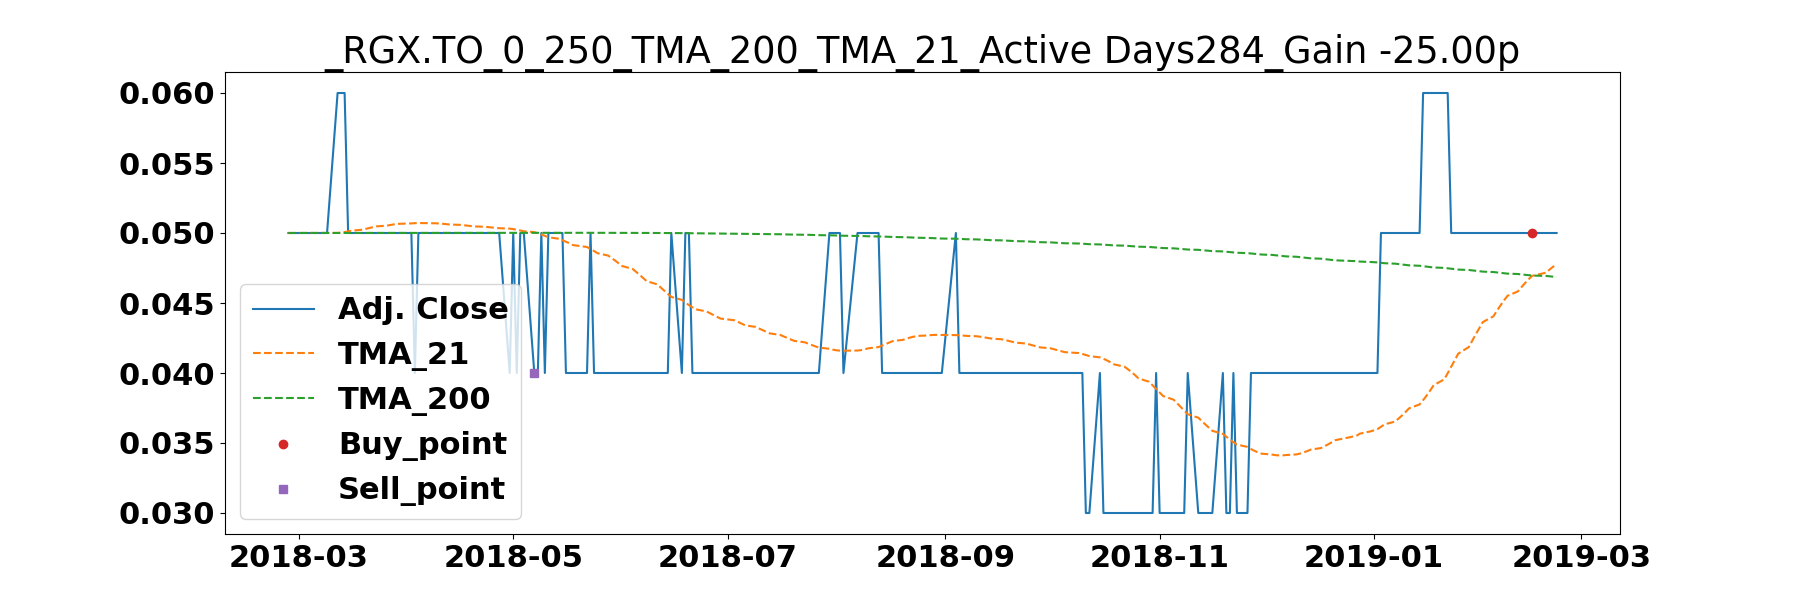 _RGX.TO_0_250_TMA_200_TMA_21_Active Days284_Gain -25.00p
0.060
0.055
0.050
0.045
0.040
0.035
0.030
Adj. Close
TMA_21
TMA_200
Buy_point
Sell_point
2018-03 2018-05 2018-07 2018-09 2018-11 2019-01 2019-03